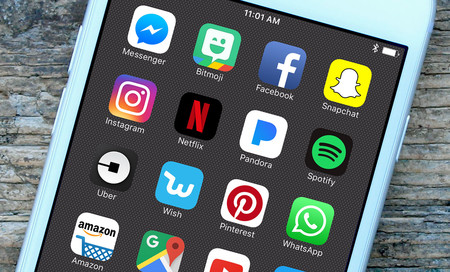 11:01 AM
Messenger
Bitmoji
Facebook
Snapchat
Instagram
Netflix
Pandora
Spotify
Uber
Wish
Pinterest
WhatsApp
amazon
Amazon